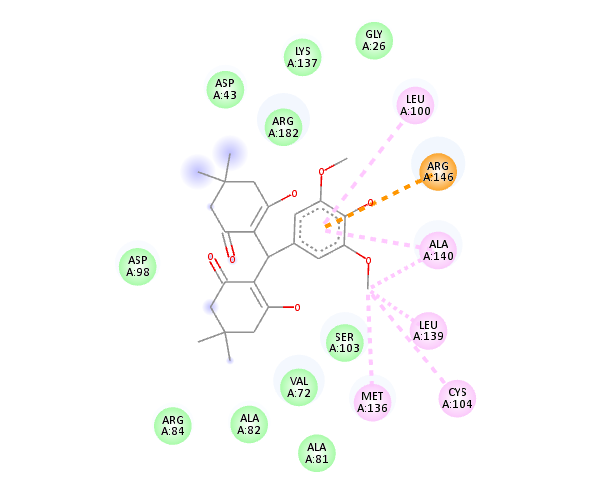 GLY
A:26
LYS
A:137
ASP
A:43
LEU
A:100
ARG
A:182
ARG
A:146
O
O
O
ALA
A:140
O
O
O
O
ASP
A:98
O
LEU
A:139
SER
A:103
VAL
A:72
MET
A:136
CYS
A:104
ARG
A:84
ALA
A:82
ALA
A:81